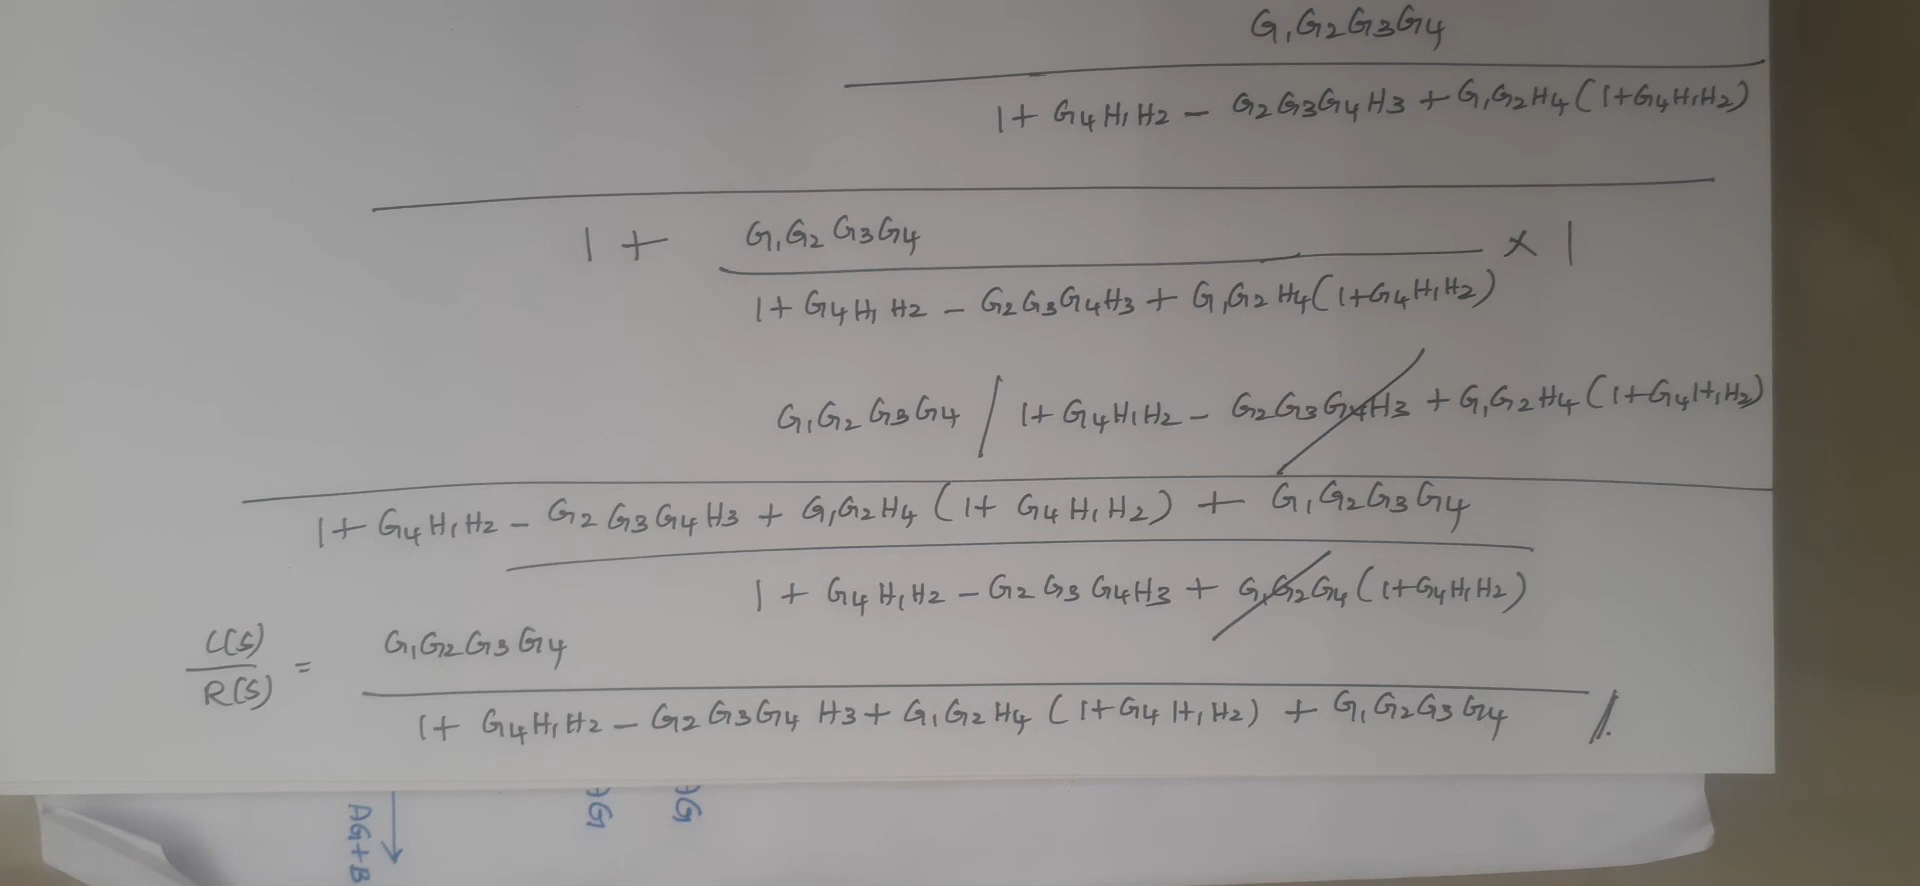 G1G2G3G4
1 + G4H1H2 - G2G3G4H3 + G1G2H4(1+G4H1H2)
1 + G1G2G3G4 × 1
1 + G4H1H2 - G2G3G4H3 + G1G2H4(1+G4H1H2)
G1G2G3G4 / 1 + G4H1H2 - G2G3G4H3 + G1G2H4(1+G4H1H2)
1 + G4H1H2 - G2G3G4H3 + G1G2H4(1+G4H1H2) + G1G2G3G4
1 + G4H1H2 - G2G3G4H3 + G1G2G4(1+G4H1H2)
C(S)/R(S) = G1G2G3G4
1 + G4H1H2 - G2G3G4H3 + G1G2H4(1+G4H1H2) + G1G2G3G4 //.
AG+B